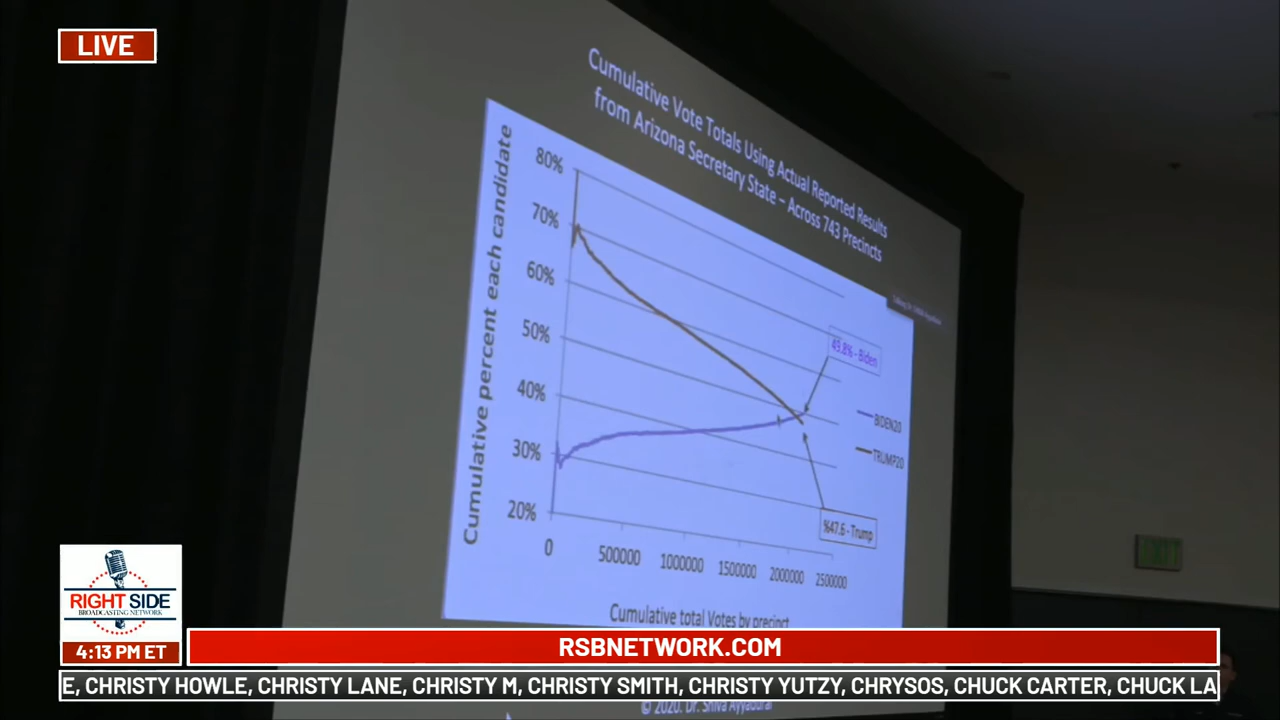 LIVE
Cumulative Vote Totals Using Actual Reported Results
from Arizona Secretary State – Across 743 Precincts
Cumulative percent each candidate
80%
70%
60%
50%
40%
30%
20%
0
500000
1000000
1500000
2000000
2500000
49.8% - Biden
BIDEN20
TRUMP20
%47.6 - Trump
Cumulative total Votes by precinct
EXIT
RIGHT SIDE
BROADCASTING NETWORK
4:13 PM ET
RSBNETWORK.COM
E, CHRISTY HOWLE, CHRISTY LANE, CHRISTY M, CHRISTY SMITH, CHRISTY YUTZY, CHRYSOS, CHUCK CARTER, CHUCK LA
© 2020. Dr. Shiva Ayyadurai